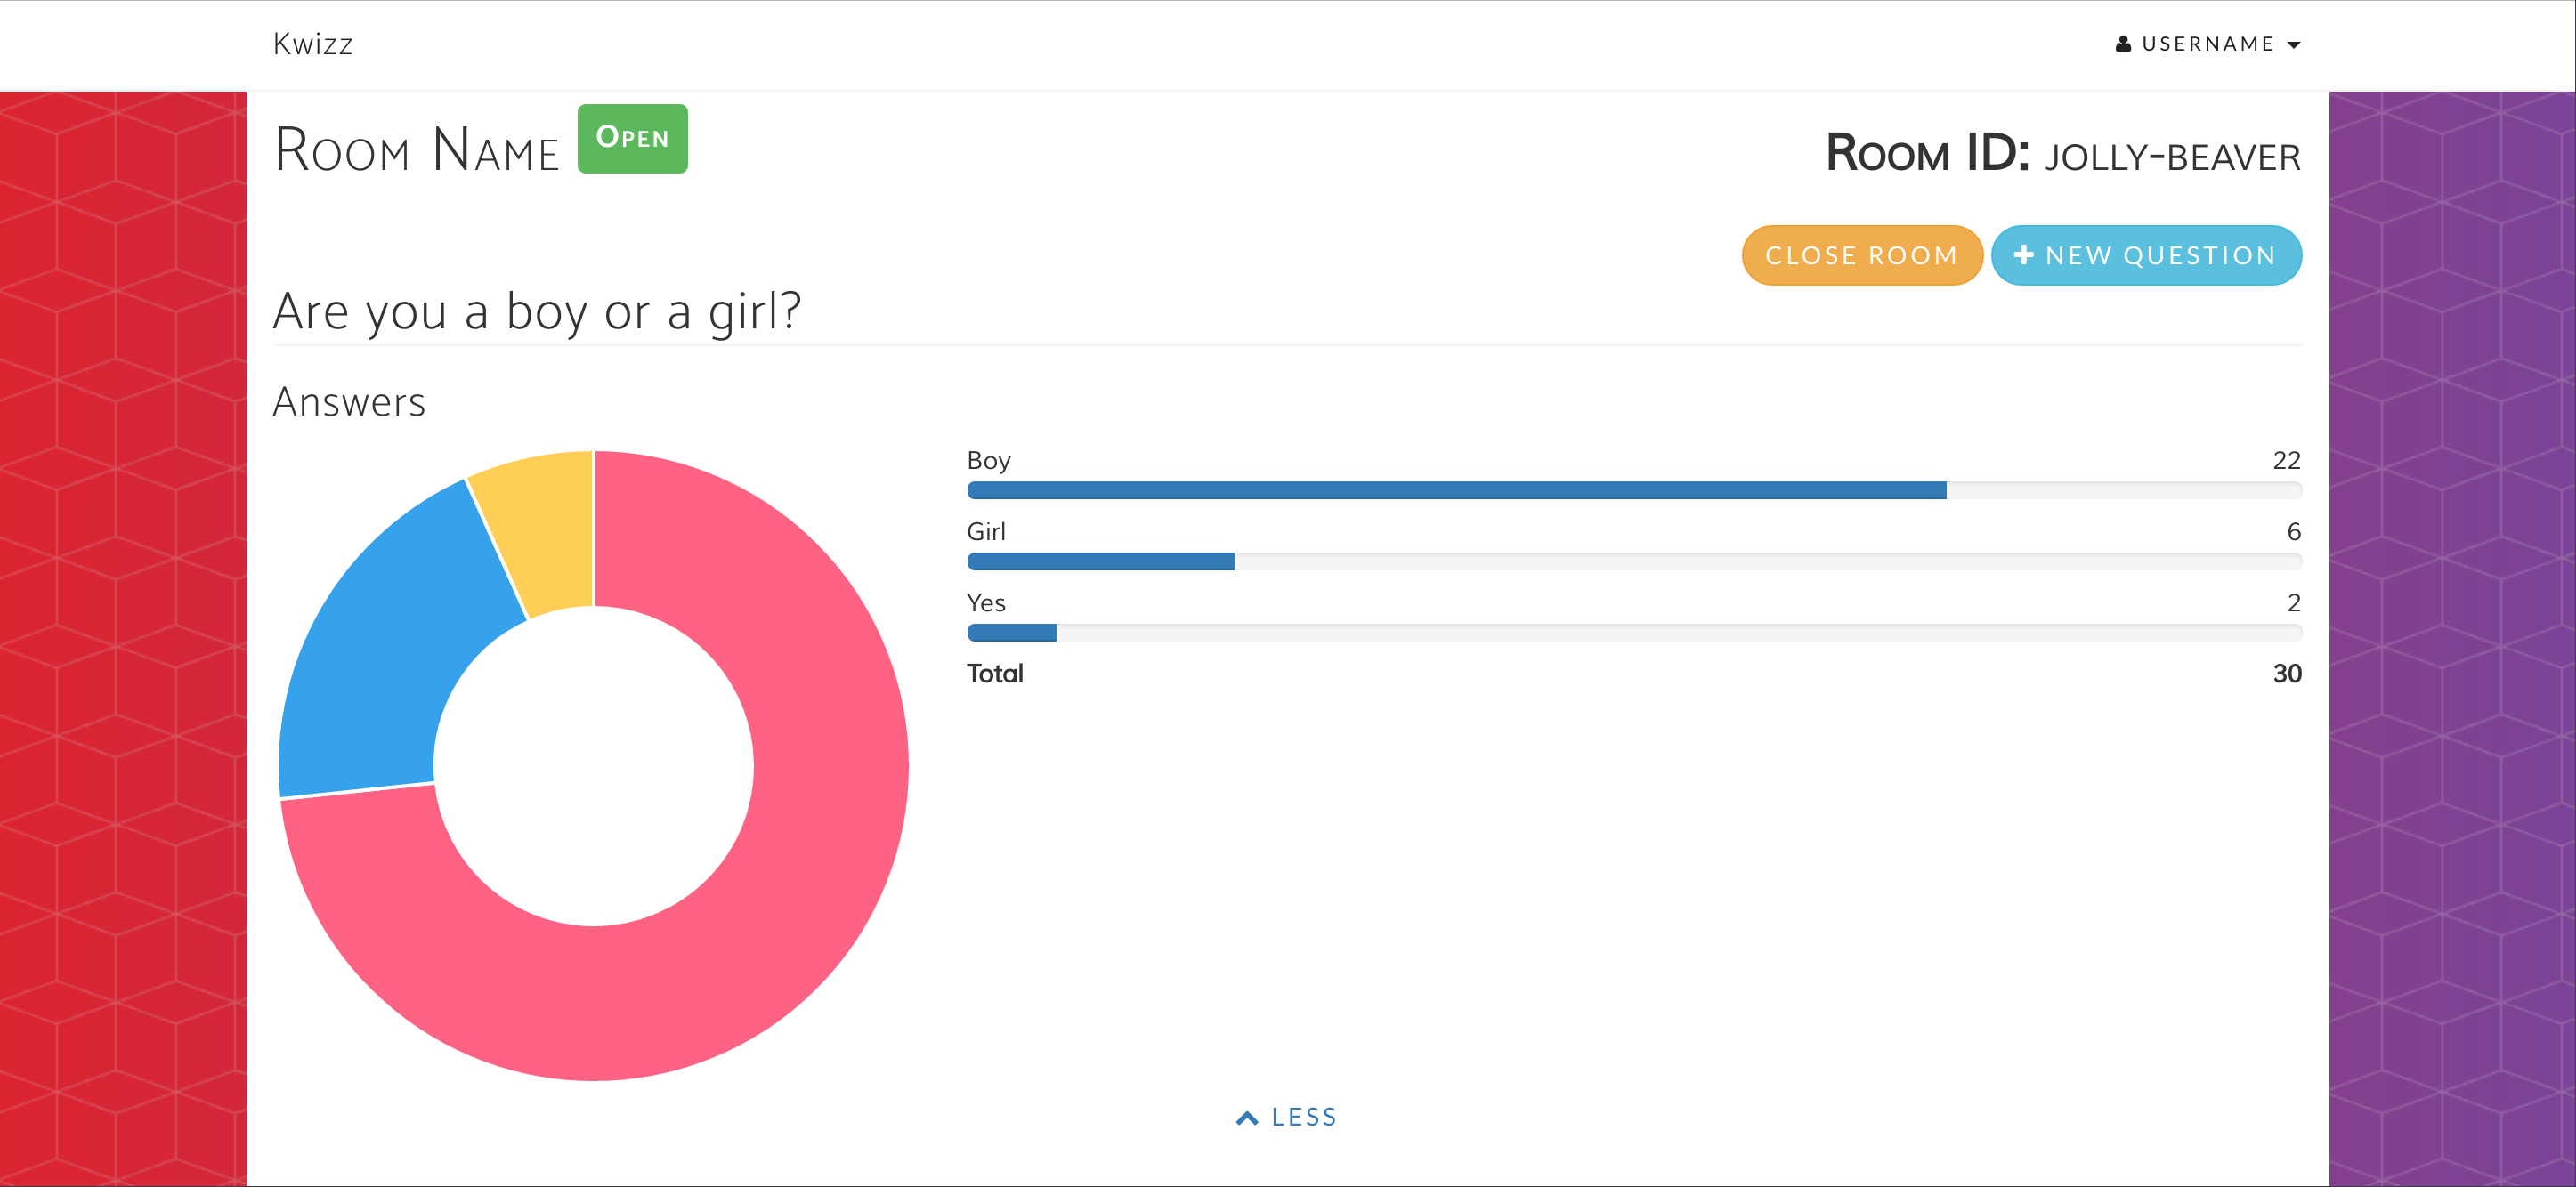 Kwizz
USERNAME
Room Name Open
Room ID: jolly-beaver
CLOSE ROOM
NEW QUESTION
Are you a boy or a girl?
Answers
Boy 22
Girl 6
Yes 2
Total 30
LESS